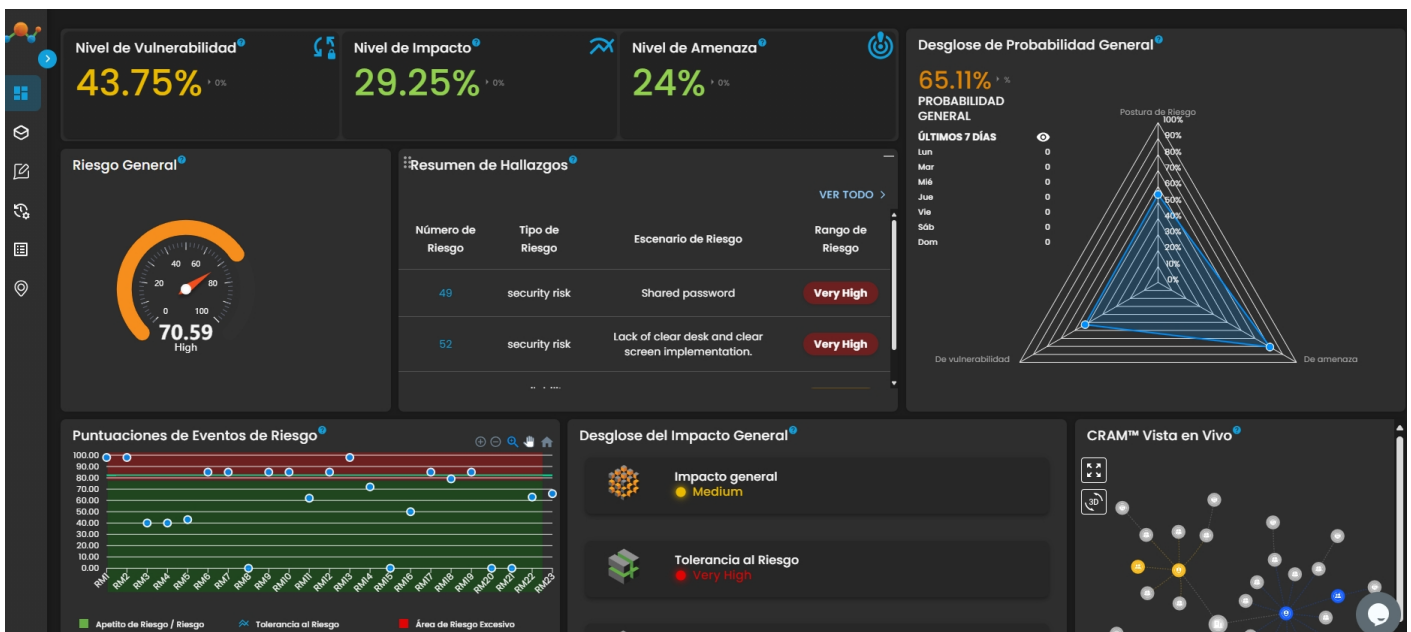 Nivel de Vulnerabilidad?
43.75% 0%
Nivel de Impacto?
29.25% 0%
Nivel de Amenaza?
24% 0%
Desglose de Probabilidad General?
65.11% %
PROBABILIDAD
GENERAL
ÚLTIMOS 7 DÍAS
Lun 0
Mar 0
Mié 0
Jue 0
Vie 0
Sáb 0
Dom 0
Postura de Riesgo
100%
90%
80%
70%
60%
50%
40%
30%
20%
10%
0%
De vulnerabilidad
De amenaza
Riesgo General?
0
20
40
60
80
100
70.59
High
Resumen de Hallazgos?
VER TODO >
Número de Riesgo Tipo de Riesgo Escenario de Riesgo Rango de Riesgo
49 security risk Shared password Very High
52 security risk Lack of clear desk and clear screen implementation. Very High
Puntuaciones de Eventos de Riesgo?
100.00
90.00
80.00
70.00
60.00
50.00
40.00
30.00
20.00
10.00
0.00
RM1 RM2 RM3 RM4 RM5 RM6 RM7 RM8 RM9 RM10 RM11 RM12 RM13 RM14 RM15 RM16 RM17 RM18 RM19 RM20 RM21 RM22 RM23
Apetito de Riesgo / Riesgo Tolerancia al Riesgo Área de Riesgo Excesivo
Desglose del Impacto General?
Impacto general
Medium
Tolerancia al Riesgo
Very High
CRAM™ Vista en Vivo?
3D